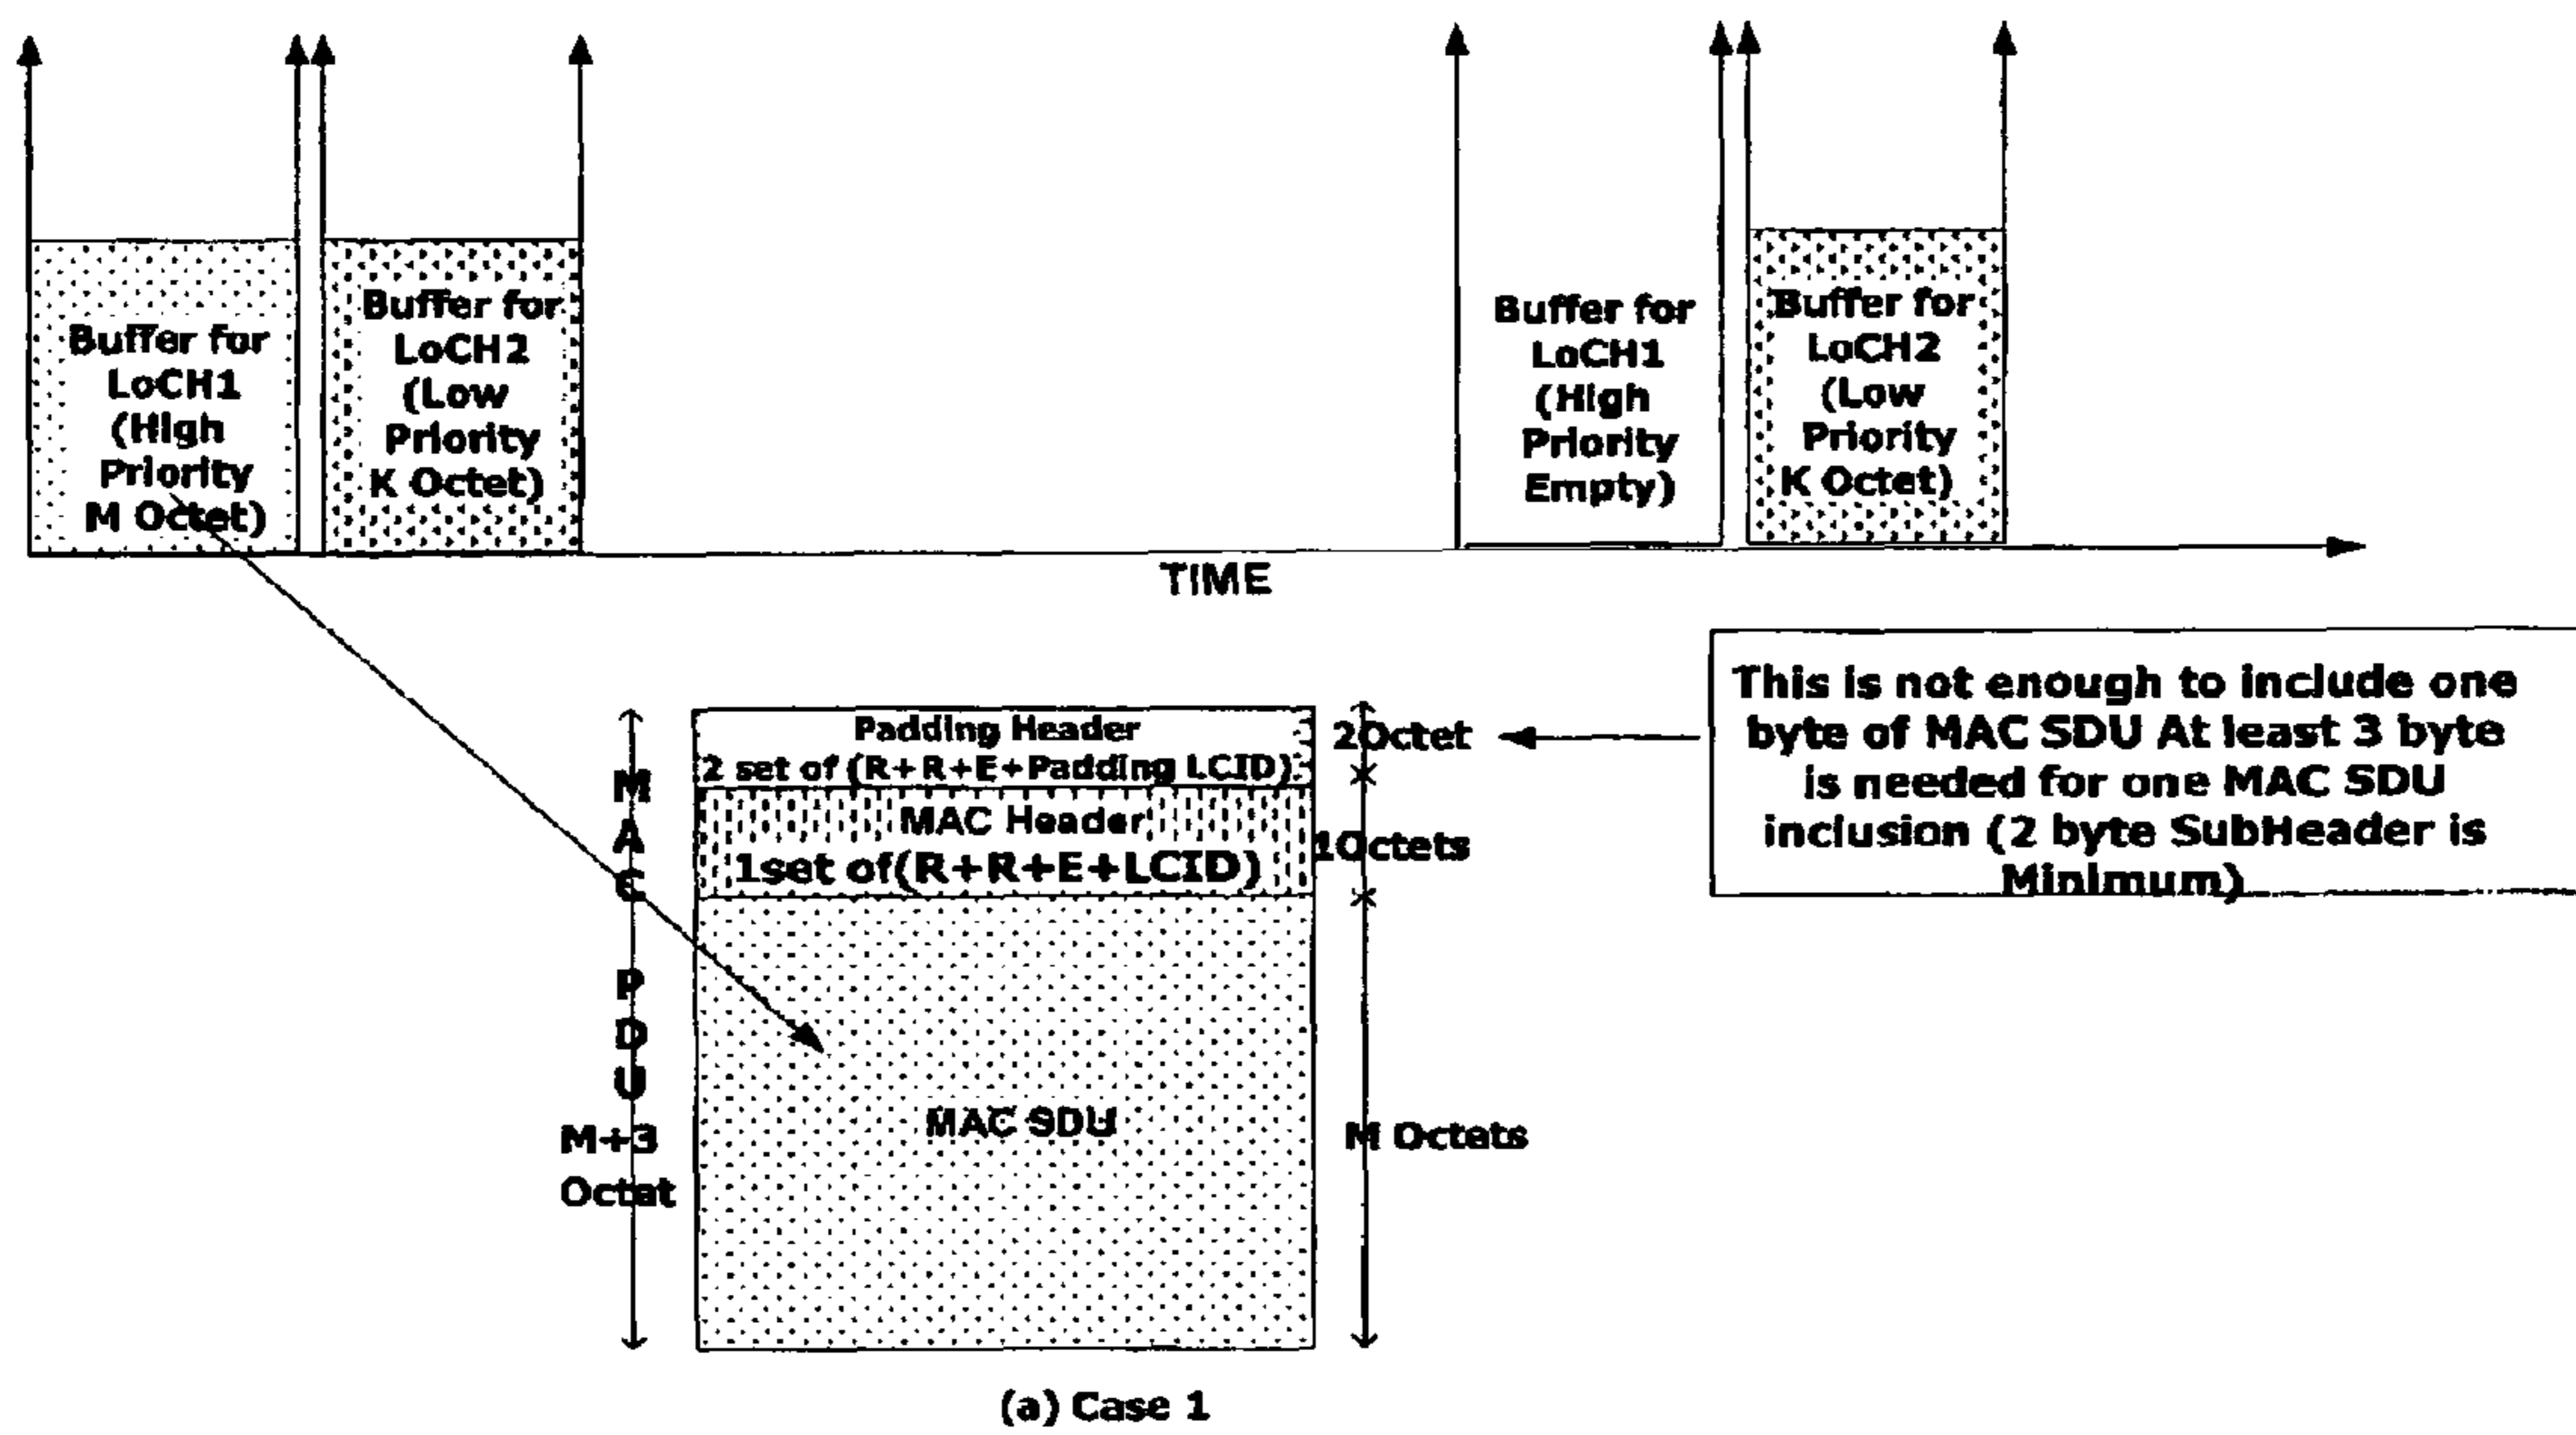 Buffer for
LoCH1
(High
Priority
M Octet)
Buffer for
LoCH2
(Low
Priority
K Octet)
Buffer for
LoCH1
(High
Priority
Empty)
Buffer for
LoCH2
(Low
Priority
K Octet)
TIME
This is not enough to include one
byte of MAC SDU At least 3 byte
is needed for one MAC SDU
inclusion (2 byte SubHeader is
Minimum)
Padding Header
2 set of (R+R+E+Padding LCID)
2Octet
MAC Header
1set of(R+R+E+LCID)
1Octets
MAC PDU
M+3
Octet
MAC SDU
M Octets
(a) Case 1